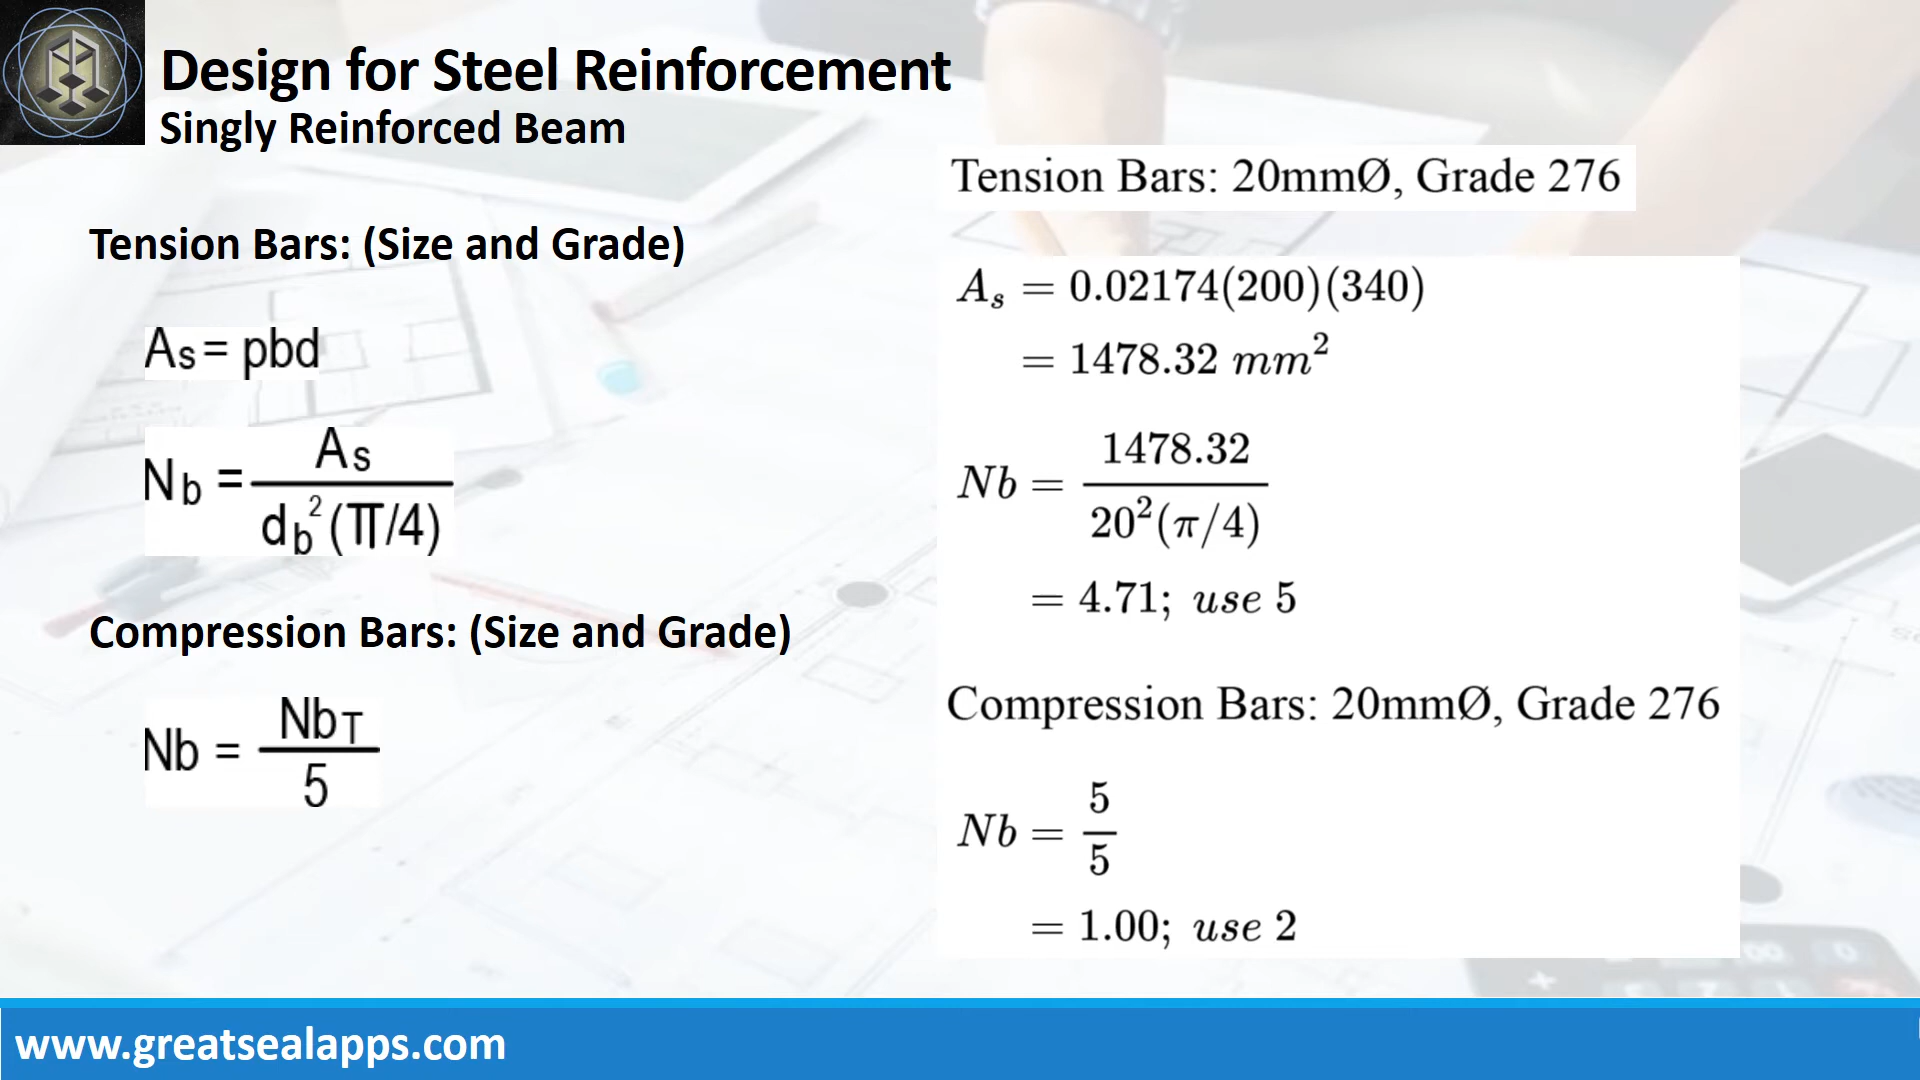 Design for Steel Reinforcement
Singly Reinforced Beam
Tension Bars: (Size and Grade)
As = pbd
Nb = As / db²(π/4)
Compression Bars: (Size and Grade)
Nb = NbT / 5
Tension Bars: 20mmØ, Grade 276
As = 0.02174(200)(340)
= 1478.32 mm²
Nb = 1478.32 / 20²(π/4)
= 4.71; use 5
Compression Bars: 20mmØ, Grade 276
Nb = 5 / 5
= 1.00; use 2
www.greatsealapps.com